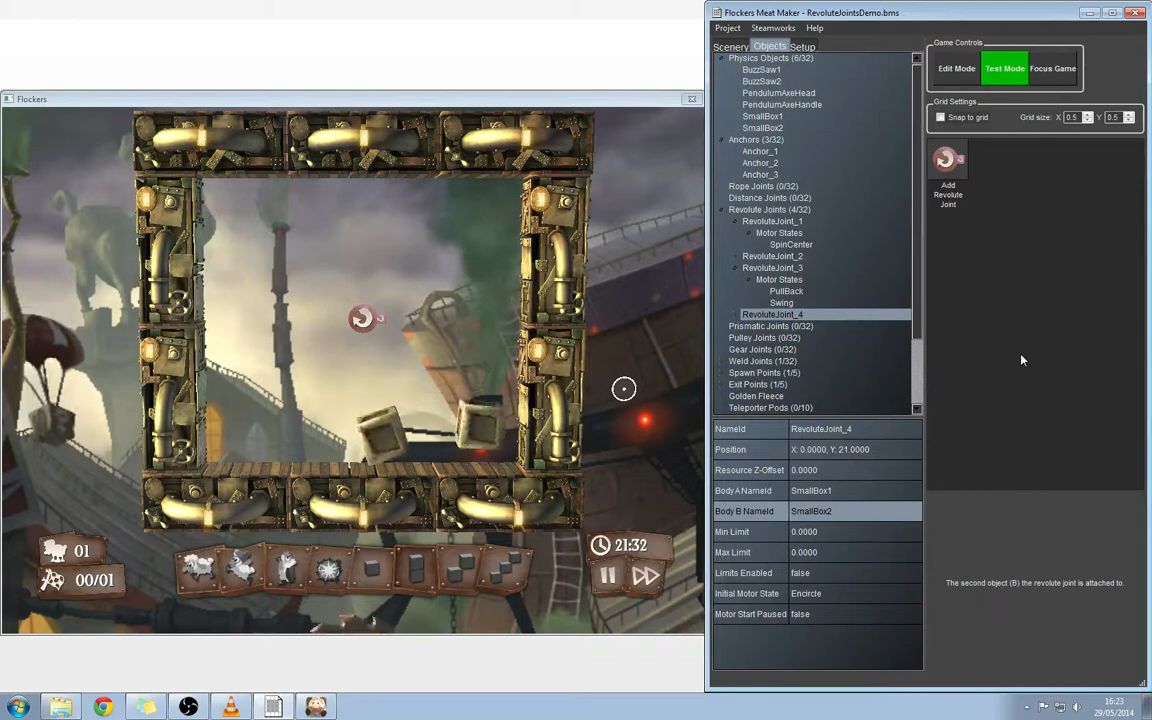 Flockers Meat Maker - RevoluteJointsDemo.bms
Project Steamworks Help
Scenery Objects Setup
Physics Objects (6/32)
BuzzSaw1
BuzzSaw2
PendulumAxeHead
PendulumAxeHandle
SmallBox1
SmallBox2
Anchors (3/32)
Anchor_1
Anchor_2
Anchor_3
Rope Joints (0/32)
Distance Joints (0/32)
Revolute Joints (4/32)
RevoluteJoint_1
Motor States
SpinCenter
RevoluteJoint_2
RevoluteJoint_3
Motor States
PullBack
Swing
RevoluteJoint_4
Prismatic Joints (0/32)
Pulley Joints (0/32)
Gear Joints (0/32)
Weld Joints (1/32)
Spawn Points (1/5)
Exit Points (1/5)
Golden Fleece
Teleporter Pods (0/10)
Game Controls
Edit Mode Test Mode Focus Game
Grid Settings
Snap to grid Grid size: X 0.5 Y 0.5
Add
Revolute
Joint
NameId RevoluteJoint_4
Position X: 0.0000, Y: 21.0000
Resource Z-Offset 0.0000
Body A NameId SmallBox1
Body B NameId SmallBox2
Min Limit 0.0000
Max Limit 0.0000
Limits Enabled false
Initial Motor State Encircle
Motor Start Paused false
The second object (B) the revolute joint is attached to.
Flockers
01
00/01
21:32
16:23
29/05/2014